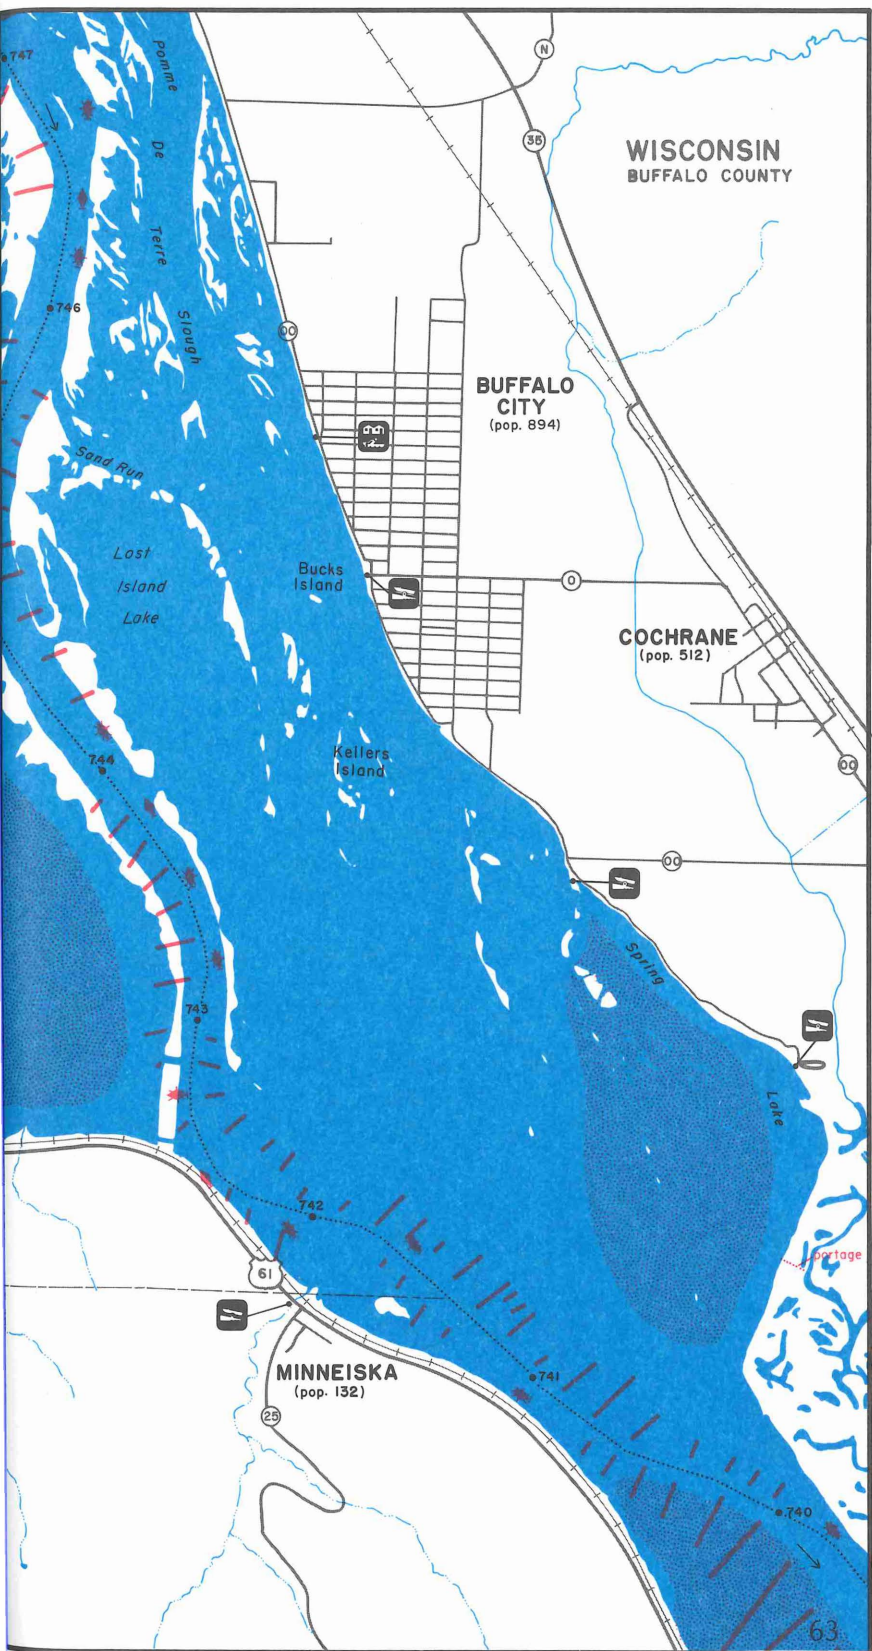 747
Pomme
De
Terre
Slough
N
35
WISCONSIN
BUFFALO COUNTY
746
OO
BUFFALO
CITY
(pop. 894)
Sand Run
Lost
Island
Lake
Bucks
Island
O
COCHRANE
(pop. 512)
Kellers
Island
744
OO
OO
Spring
743
Lake
742
portage
61
MINNEISKA
(pop. 132)
741
25
740
63